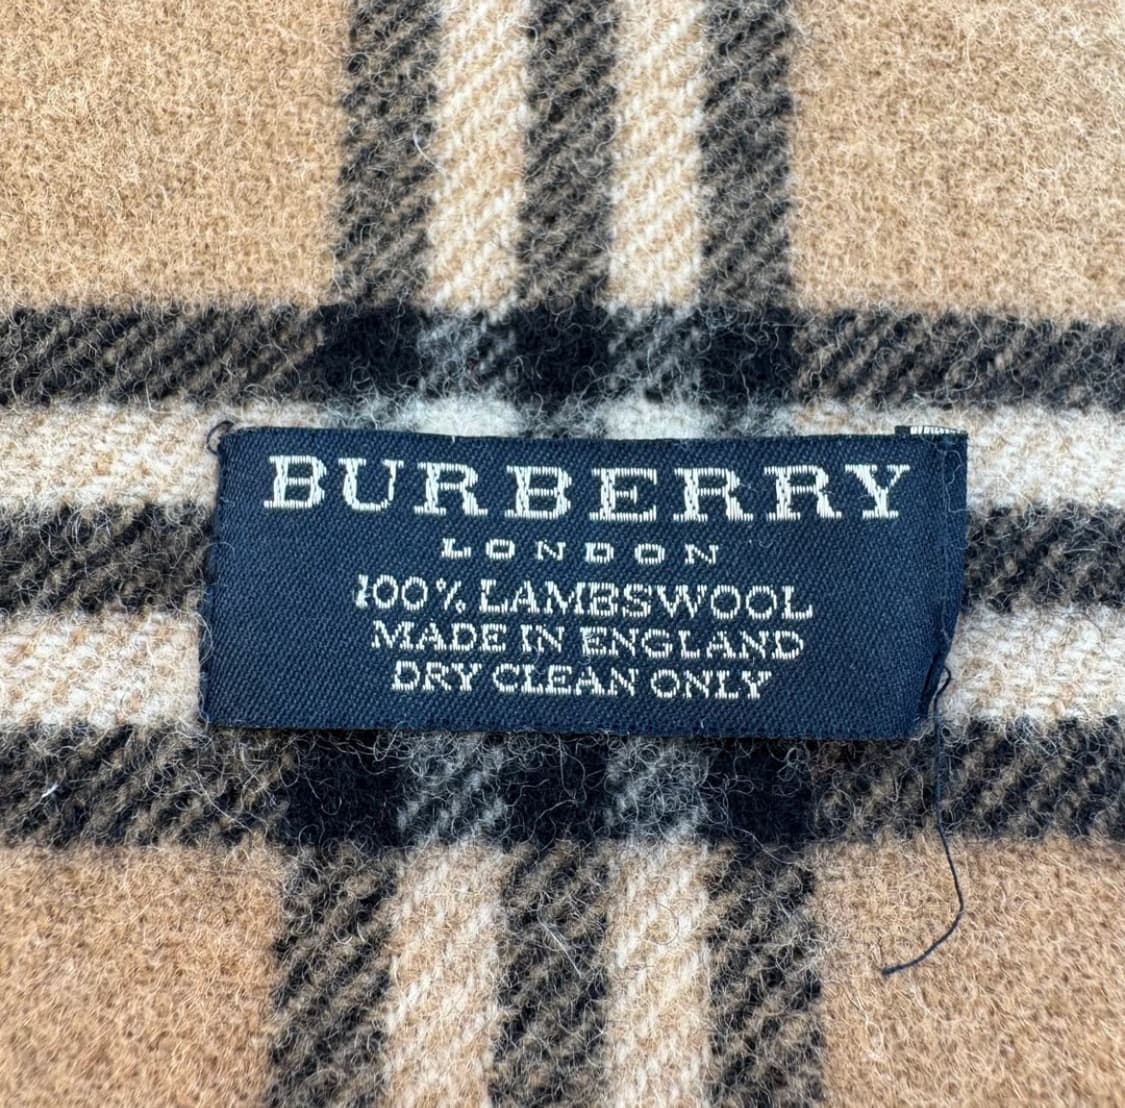 BURBERRY
LONDON
100% LAMBSWOOL
MADE IN ENGLAND
DRY CLEAN ONLY